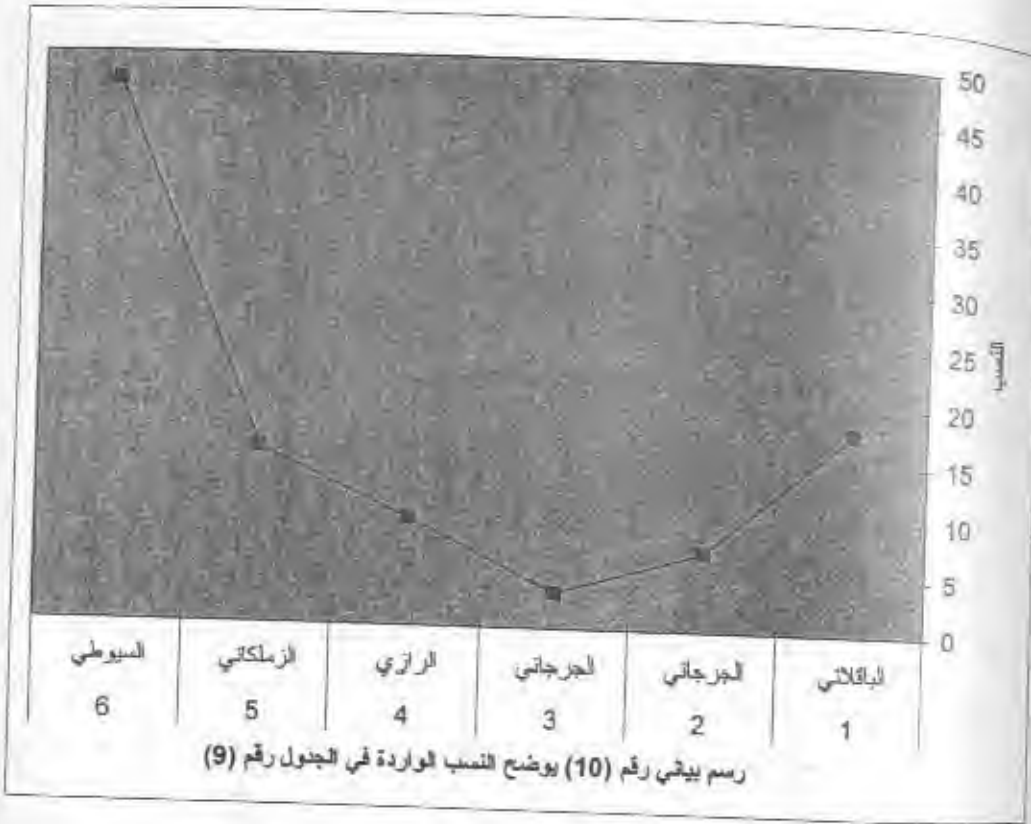 50
45
40
35
30
25
20
15
10
5
0
النسب
الباقلاني الجرجاني الجرجاني الرازي الزملكاني السيوطي
1 2 3 4 5 6
رسم بياني رقم (10) يوضح النسب الواردة في الجدول رقم (9)